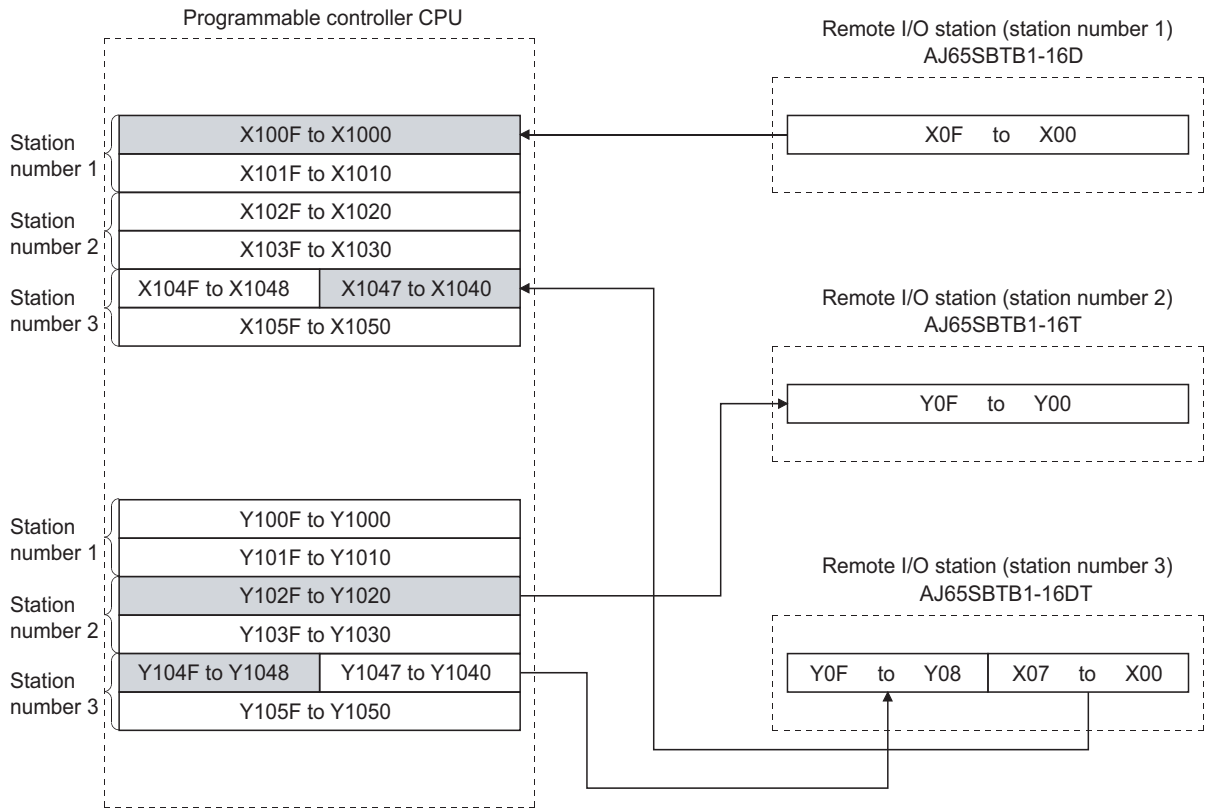 Programmable controller CPU
Station
number 1
X100F to X1000
X101F to X1010
Station
number 2
X102F to X1020
X103F to X1030
Station
number 3
X104F to X1048 X1047 to X1040
X105F to X1050
Station
number 1
Y100F to Y1000
Y101F to Y1010
Station
number 2
Y102F to Y1020
Y103F to Y1030
Station
number 3
Y104F to Y1048 Y1047 to Y1040
Y105F to Y1050
Remote I/O station (station number 1)
AJ65SBTB1-16D
X0F to X00
Remote I/O station (station number 2)
AJ65SBTB1-16T
Y0F to Y00
Remote I/O station (station number 3)
AJ65SBTB1-16DT
Y0F to Y08 X07 to X00